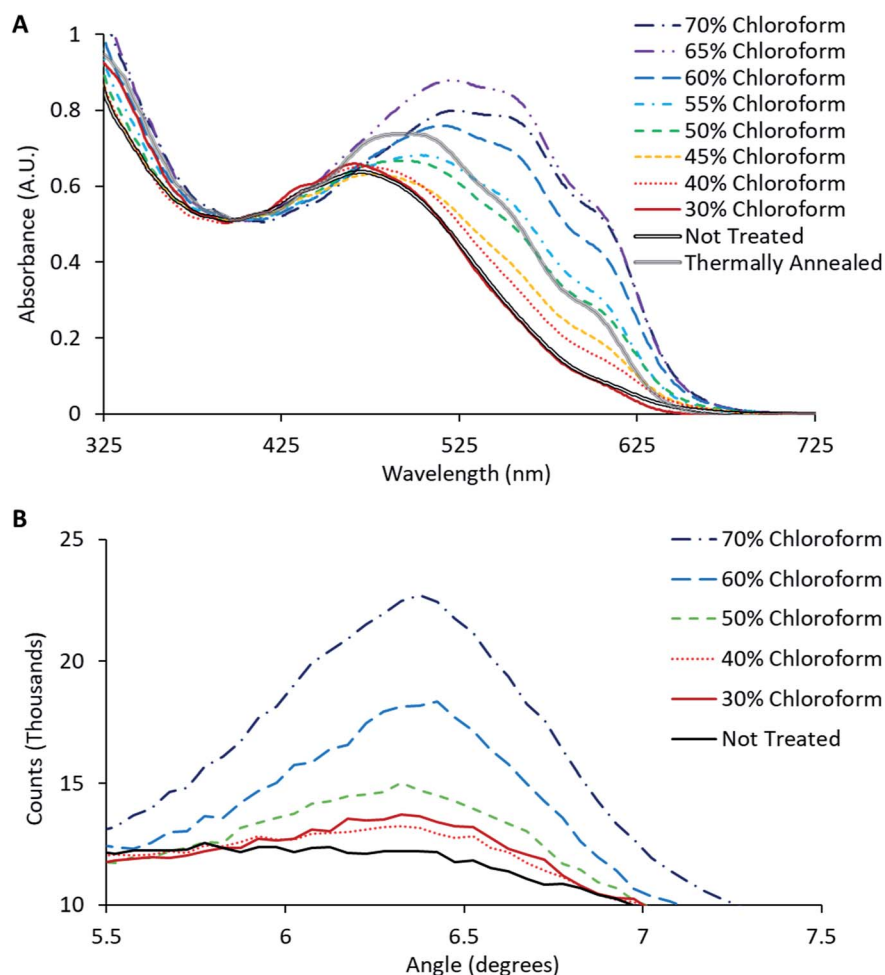 A
1
0.8
0.6
0.4
0.2
0
Absorbance (A.U.)
325
425
525
625
725
Wavelength (nm)
70% Chloroform
65% Chloroform
60% Chloroform
55% Chloroform
50% Chloroform
45% Chloroform
40% Chloroform
30% Chloroform
Not Treated
Thermally Annealed
B
25
20
15
10
Counts (Thousands)
5.5
6
6.5
7
7.5
Angle (degrees)
70% Chloroform
60% Chloroform
50% Chloroform
40% Chloroform
30% Chloroform
Not Treated